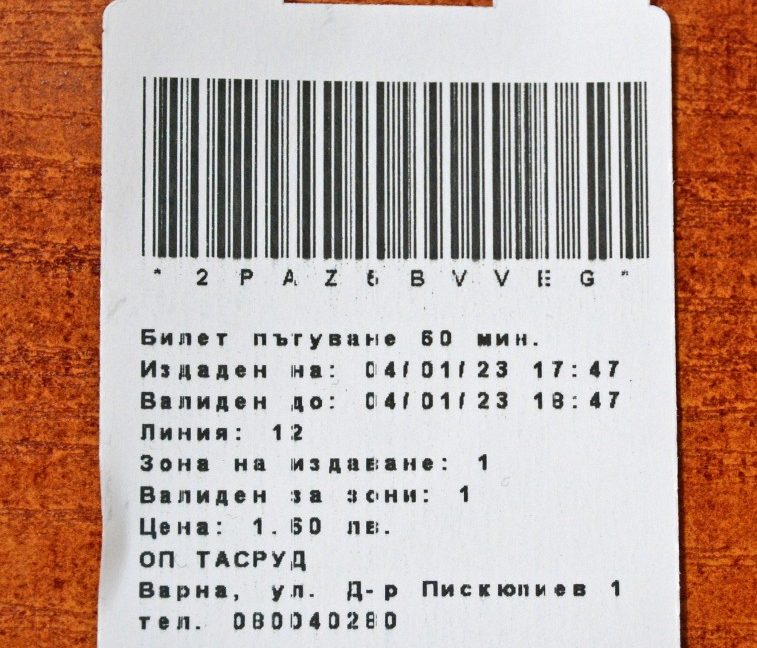 *2PAZ6BVVEG*
Билет пътуване 60 мин.
Издаден на: 04/01/23 17:47
Валиден до: 04/01/23 18:47
Линия: 12
Зона на издаване: 1
Валиден за зони: 1
Цена: 1.60 лв.
ОП ТАСРУД
Варна, ул. Д-р Пискюлиев 1
тел. 080040280